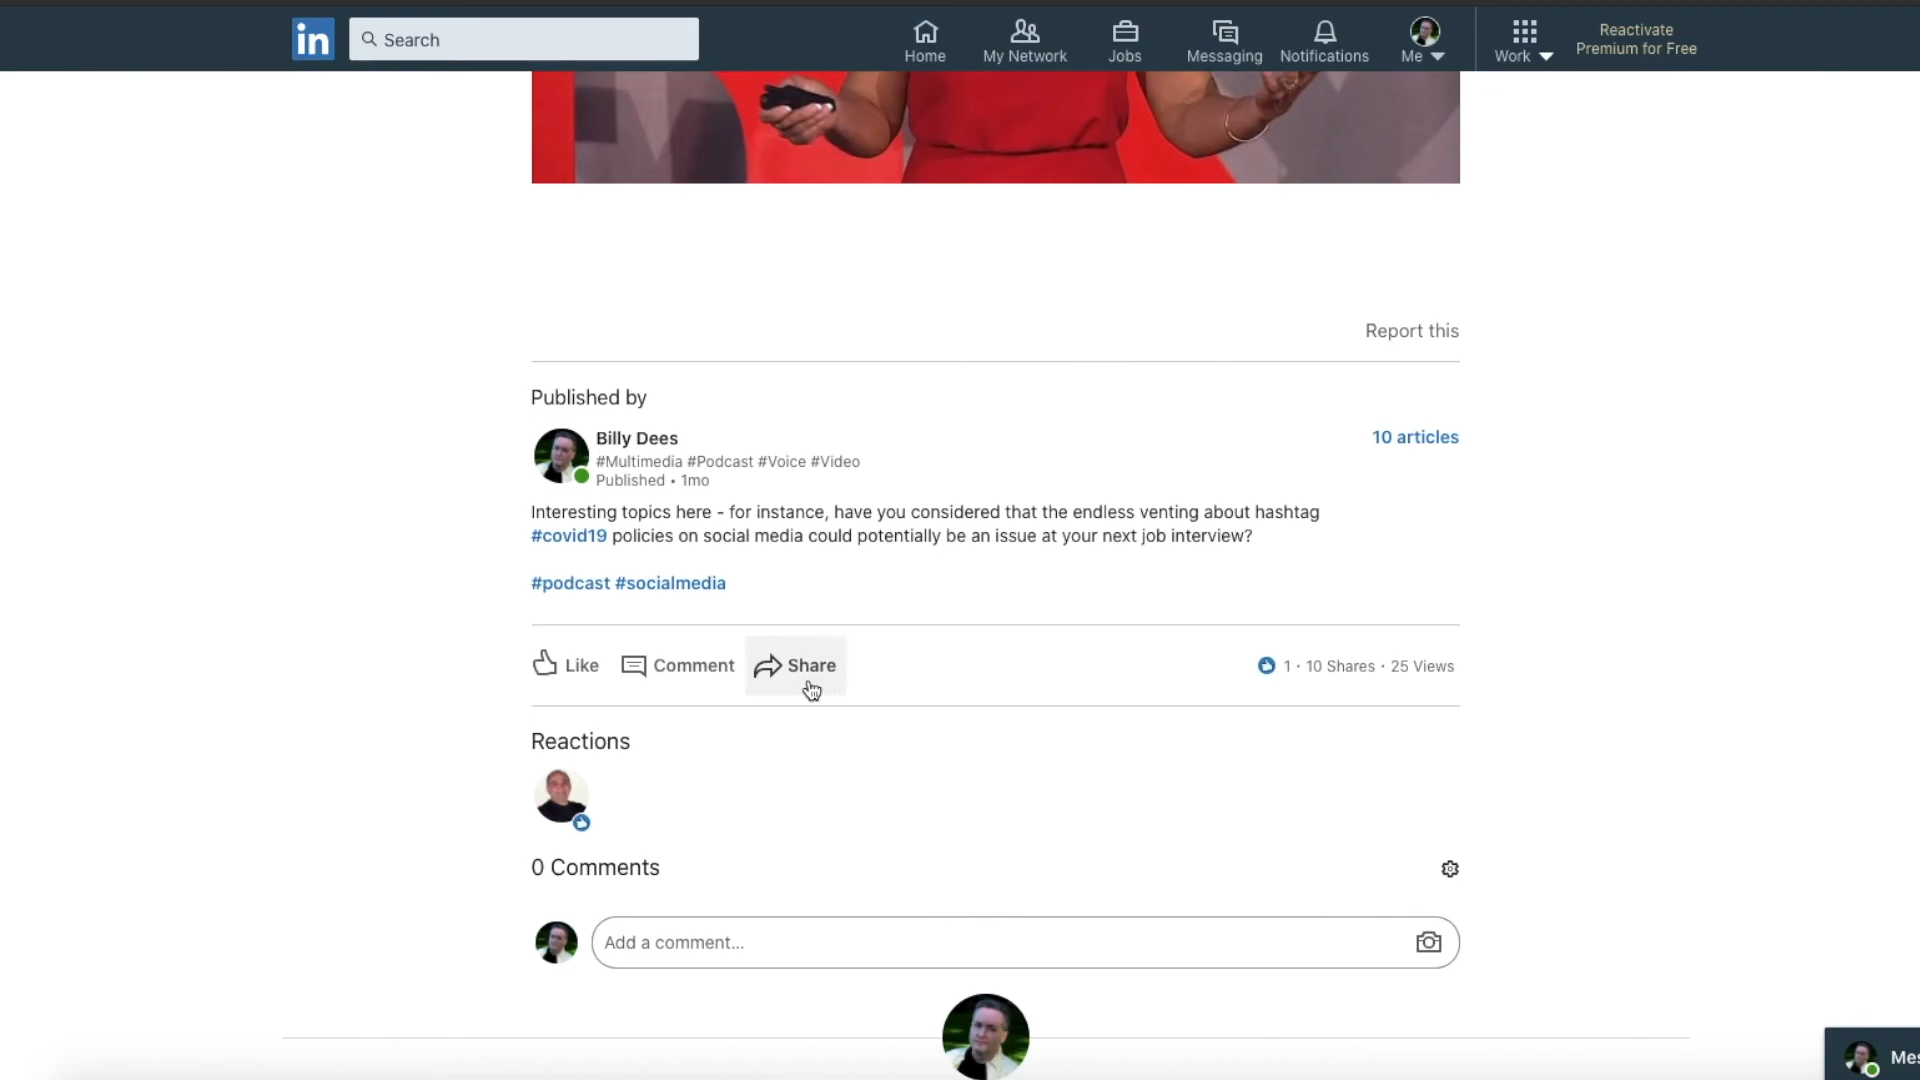 in
Search
Home
My Network
Jobs
Messaging
Notifications
Me
Work
Reactivate
Premium for Free
Report this
Published by
Billy Dees
10 articles
#Multimedia #Podcast #Voice #Video
Published • 1mo
Interesting topics here - for instance, have you considered that the endless venting about hashtag
#covid19 policies on social media could potentially be an issue at your next job interview?
#podcast #socialmedia
Like
Comment
Share
1 · 10 Shares · 25 Views
Reactions
0 Comments
Add a comment...
Mes